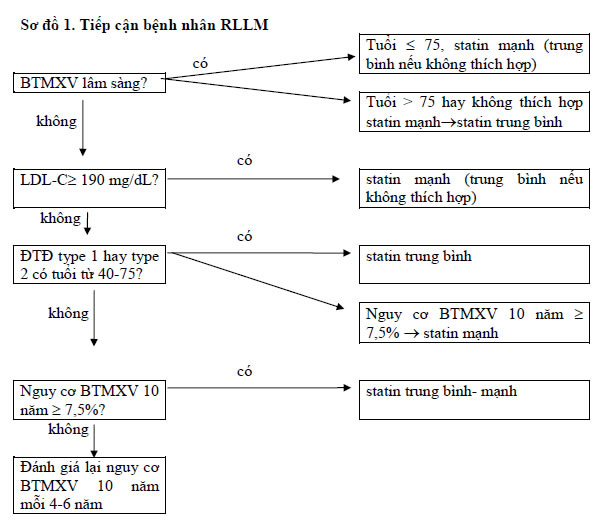 Sơ đồ 1. Tiếp cận bệnh nhân RLLM
BTMXV lâm sàng?
có
Tuổi ≤ 75, statin mạnh (trung
bình nếu không thích hợp)
Tuổi > 75 hay không thích hợp
statin mạnh→statin trung bình
không
LDL-C≥ 190 mg/dL?
có
statin mạnh (trung bình nếu
không thích hợp)
không
ĐTĐ type 1 hay type
2 có tuổi từ 40-75?
có
statin trung bình
Nguy cơ BTMXV 10 năm ≥
7,5% → statin mạnh
không
Nguy cơ BTMXV 10
năm ≥ 7,5%?
có
statin trung bình- mạnh
không
Đánh giá lại nguy cơ
BTMXV 10 năm
mỗi 4-6 năm